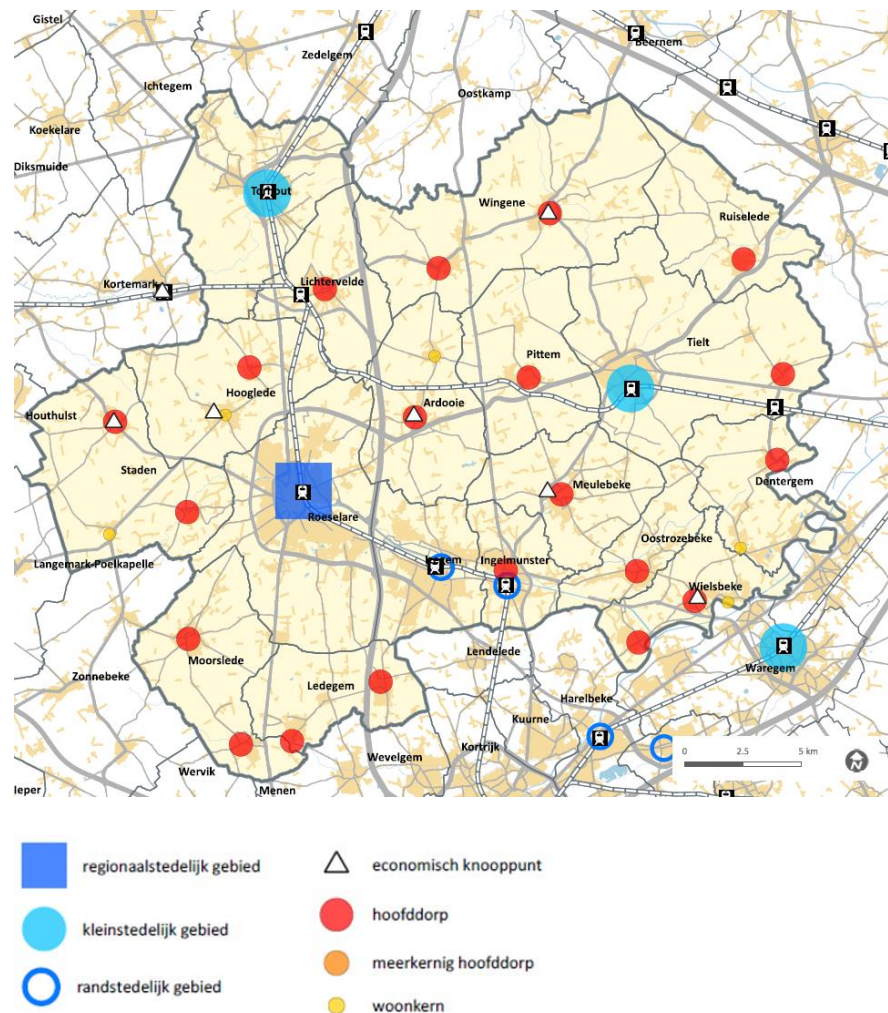 Gistel
Zedelgem
Beernem
Ichtegem
Oostkamp
Koekelare
Diksmuide
Torhout
Wingene
Ruiselede
Kortemark
Lichtervelde
Tielt
Pittem
Hooglede
Ardooie
Houthulst
Staden
Meulebeke
Dentergem
Roeselare
Oostrozebeke
Langemark-Poelkapelle
Izegem
Ingelmunster
Wielsbeke
Moorslede
Lendelede
Waregem
Zonnebeke
Ledegem
Harelbeke
Kuurne
Kortrijk
0 2.5 5 km
Wevelgem
Wervik
Ieper
Menen
N
regionaalstedelijk gebied
kleinstedelijk gebied
randstedelijk gebied
economisch knooppunt
hoofddorp
meerkernig hoofddorp
woonkern